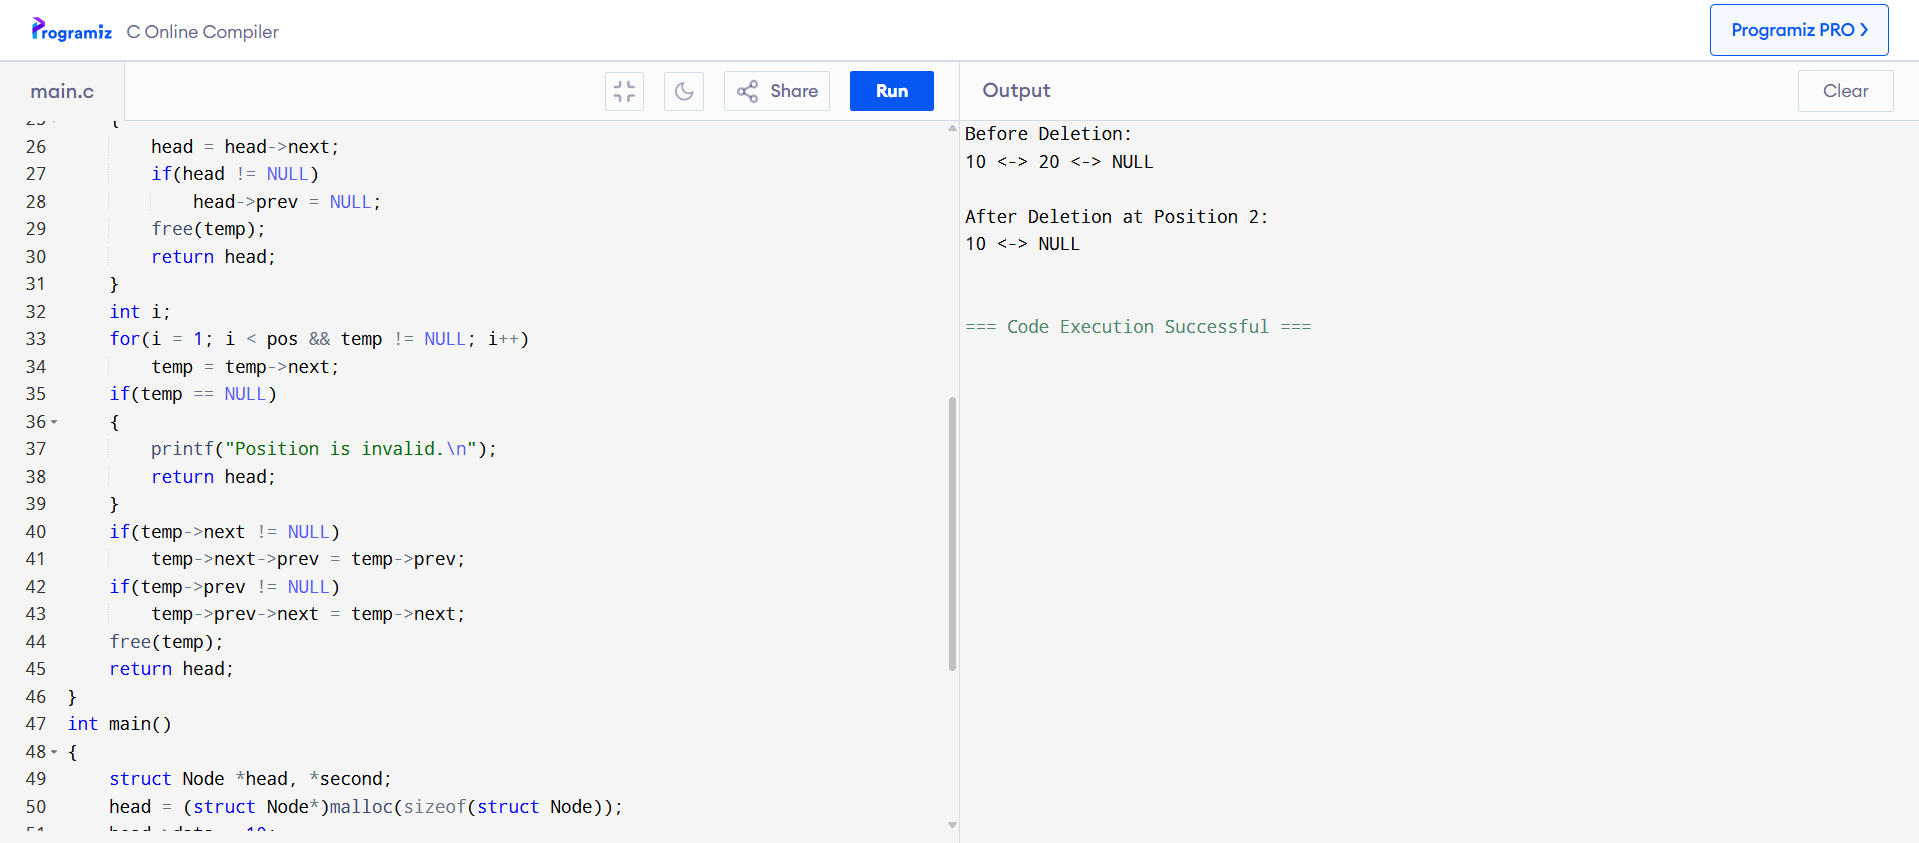 Programiz C Online Compiler
Programiz PRO
main.c
Share
Run
Output
Clear
26 head = head->next;
27 if(head != NULL)
28 head->prev = NULL;
29 free(temp);
30 return head;
31 }
32 int i;
33 for(i = 1; i < pos && temp != NULL; i++)
34 temp = temp->next;
35 if(temp == NULL)
36 {
37 printf("Position is invalid.\n");
38 return head;
39 }
40 if(temp->next != NULL)
41 temp->next->prev = temp->prev;
42 if(temp->prev != NULL)
43 temp->prev->next = temp->next;
44 free(temp);
45 return head;
46 }
47 int main()
48 {
49 struct Node *head, *second;
50 head = (struct Node*)malloc(sizeof(struct Node));
Before Deletion:
10 <-> 20 <-> NULL
After Deletion at Position 2:
10 <-> NULL
=== Code Execution Successful ===